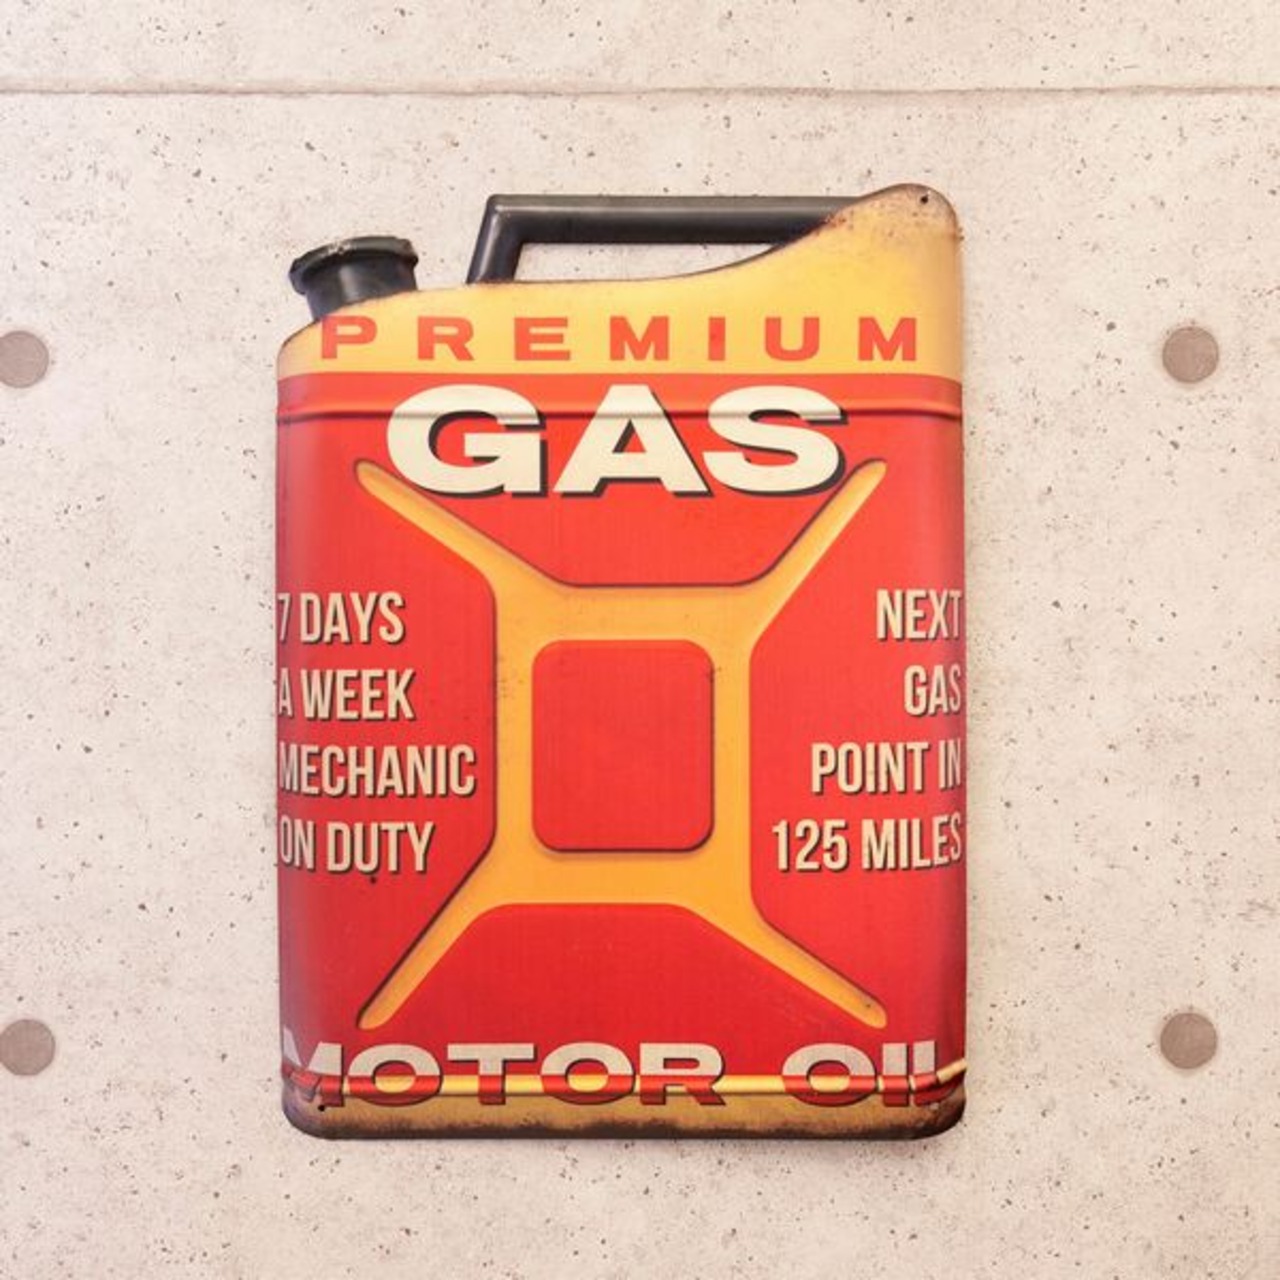 PREMIUM
GAS
7 DAYS
A WEEK
MECHANIC
ON DUTY
NEXT
GAS
POINT IN
125 MILES
MOTOR OIL